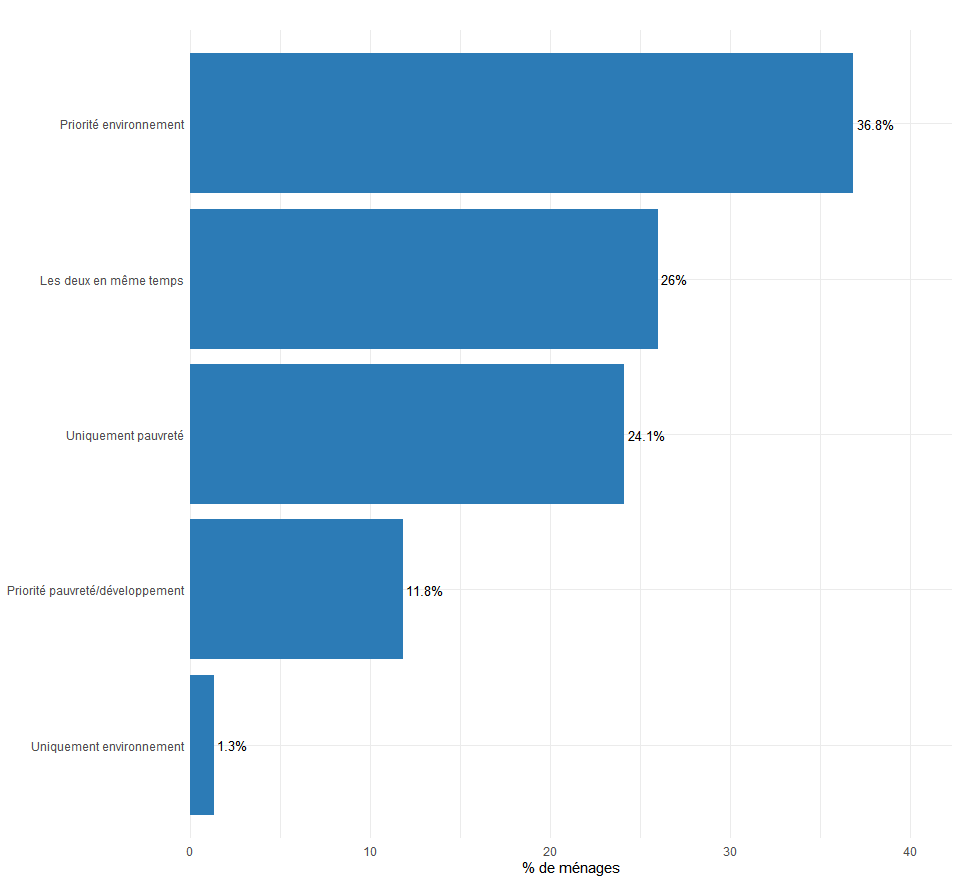 Priorité environnement
36.8%
Les deux en même temps
26%
Uniquement pauvreté
24.1%
Priorité pauvreté/développement
11.8%
Uniquement environnement
1.3%
0 10 20 30 40
% de ménages